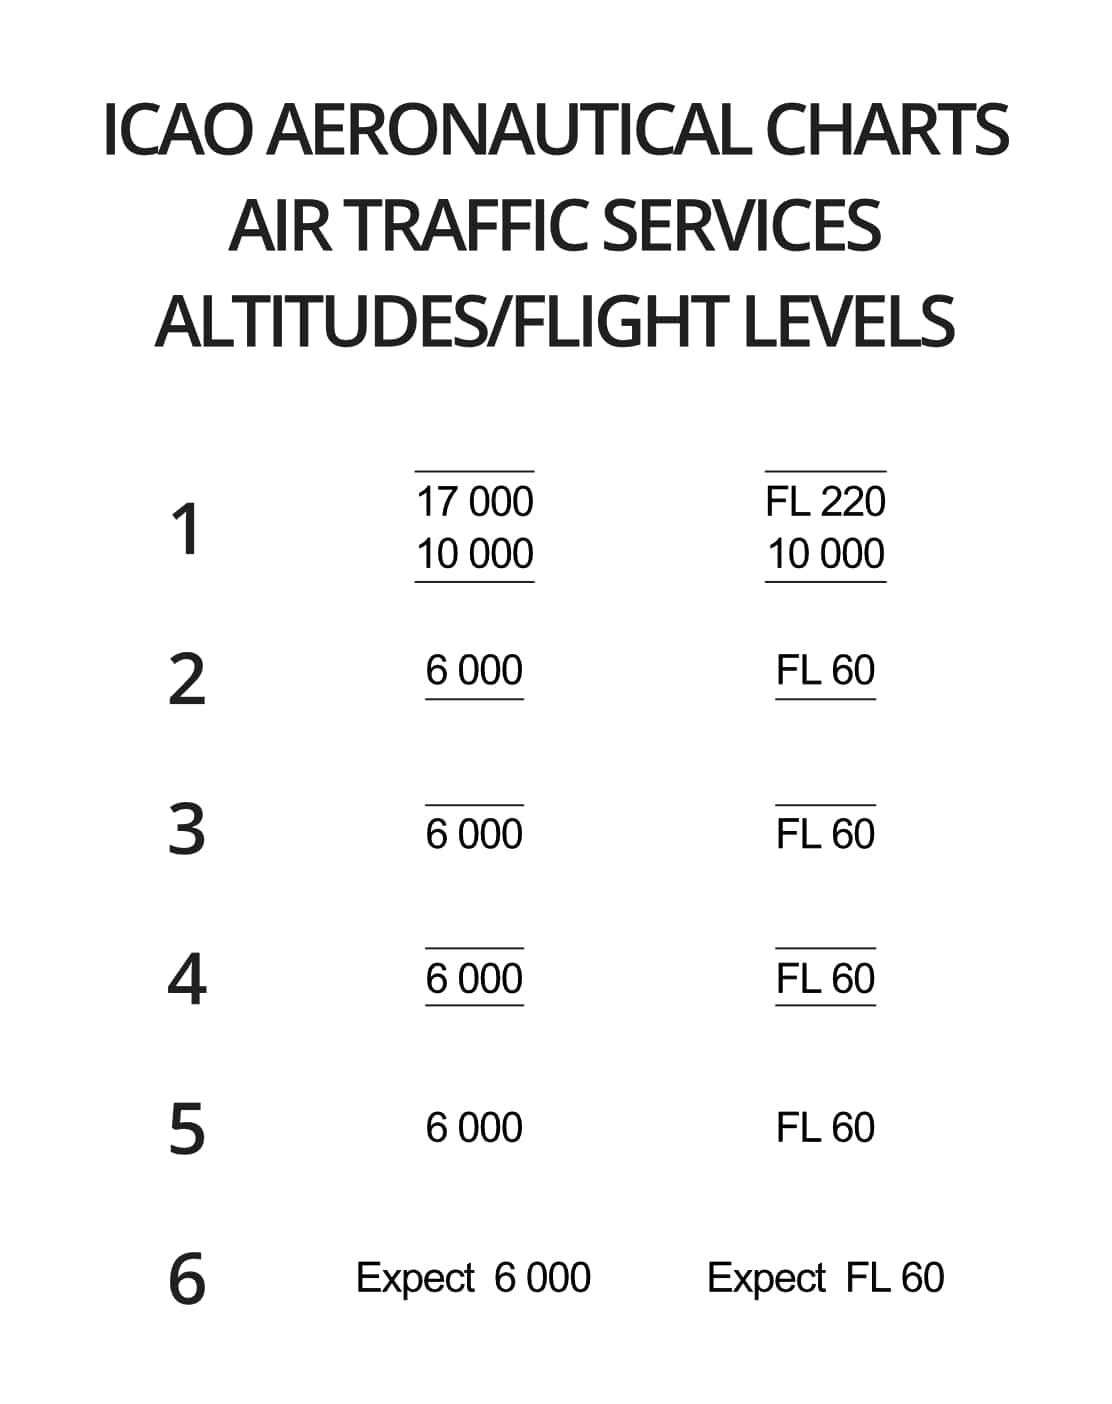 ICAO AERONAUTICAL CHARTS
AIR TRAFFIC SERVICES
ALTITUDES/FLIGHT LEVELS
1 17 000 FL 220
10 000 10 000
2 6 000 FL 60
3 6 000 FL 60
4 6 000 FL 60
5 6 000 FL 60
6 Expect 6 000 Expect FL 60